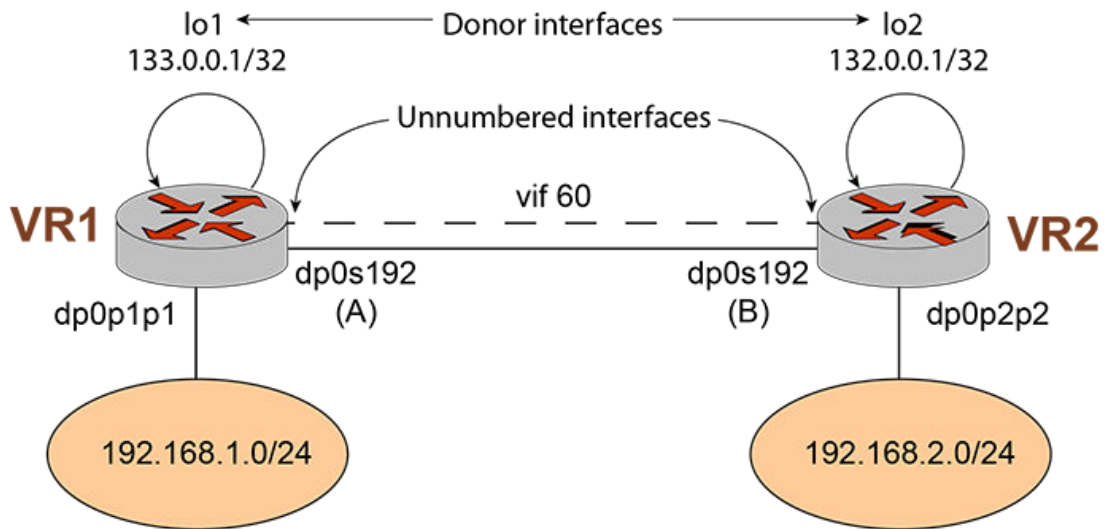 lo1
Donor interfaces
lo2
133.0.0.1/32
132.0.0.1/32
Unnumbered interfaces
vif 60
VR1
VR2
dp0s192
dp0s192
(A)
(B)
dp0p1p1
dp0p2p2
192.168.1.0/24
192.168.2.0/24